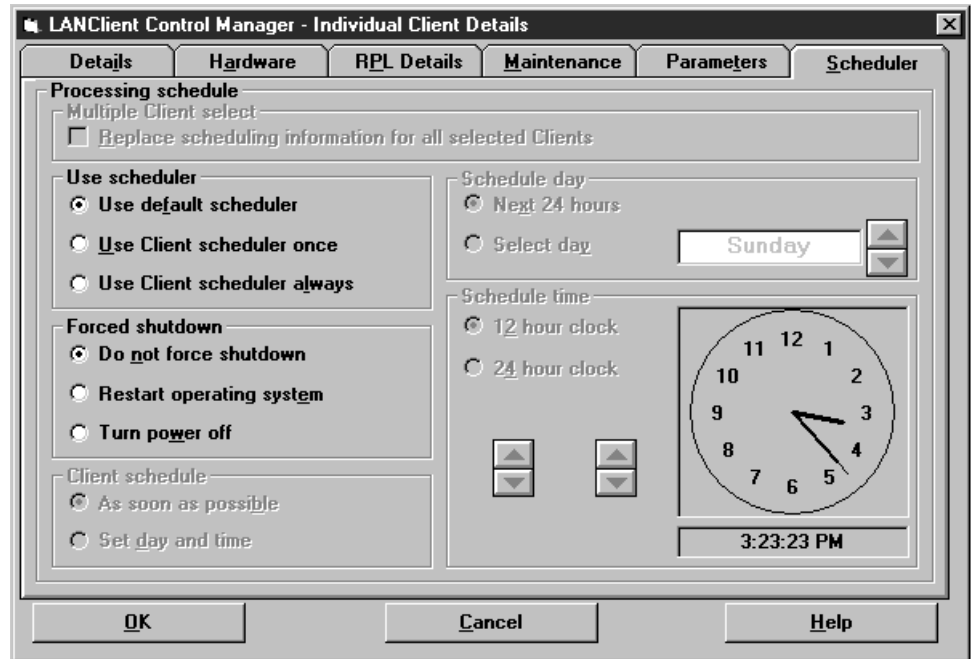 LANClient Control Manager - Individual Client Details
Details
Hardware
RPL Details
Maintenance
Parameters
Scheduler
Processing schedule
Multiple Client select
Replace scheduling information for all selected Clients
Use scheduler
Use default scheduler
Use Client scheduler once
Use Client scheduler always
Forced shutdown
Do not force shutdown
Restart operating system
Turn power off
Client schedule
As soon as possible
Set day and time
Schedule day
Next 24 hours
Select day
Sunday
Schedule time
12 hour clock
24 hour clock
12
1
2
3
4
5
6
7
8
9
10
11
3:23:23 PM
OK
Cancel
Help